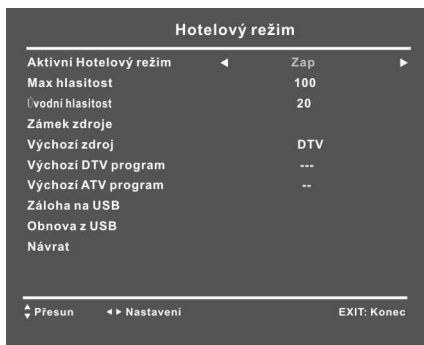 Hotelový režim
Aktivní Hotelový režim ◀ Zap ▶
Max hlasitost 100
Úvodní hlasitost 20
Zámek zdroje
Výchozí zdroj DTV
Výchozí DTV program ---
Výchozí ATV program --
Záloha na USB
Obnova z USB
Návrat
Přesun ◀▶ Nastavení EXIT: Konec